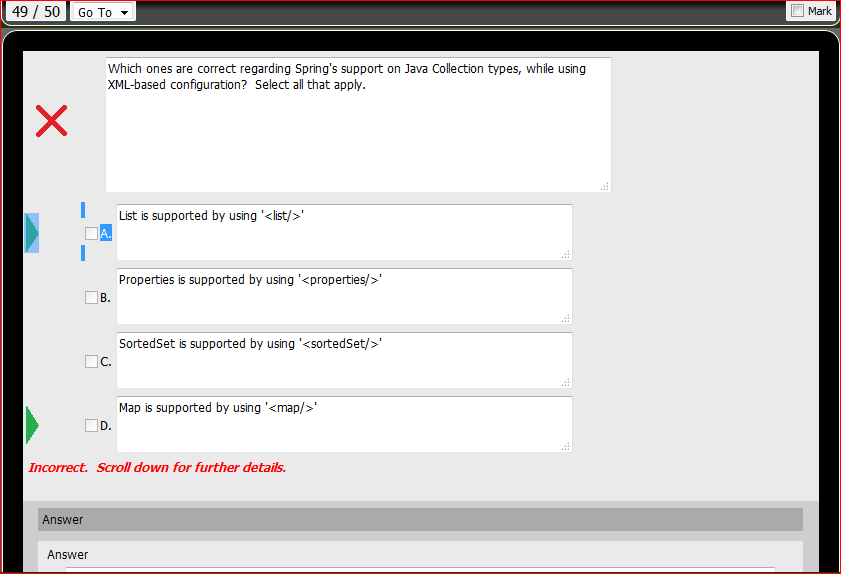 49 / 50 Go To Mark
Which ones are correct regarding Spring's support on Java Collection types, while using
XML-based configuration?  Select all that apply.
A. List is supported by using '<list/>'
B. Properties is supported by using '<properties/>'
C. SortedSet is supported by using '<sortedSet/>'
D. Map is supported by using '<map/>'
Incorrect.  Scroll down for further details.
Answer
Answer